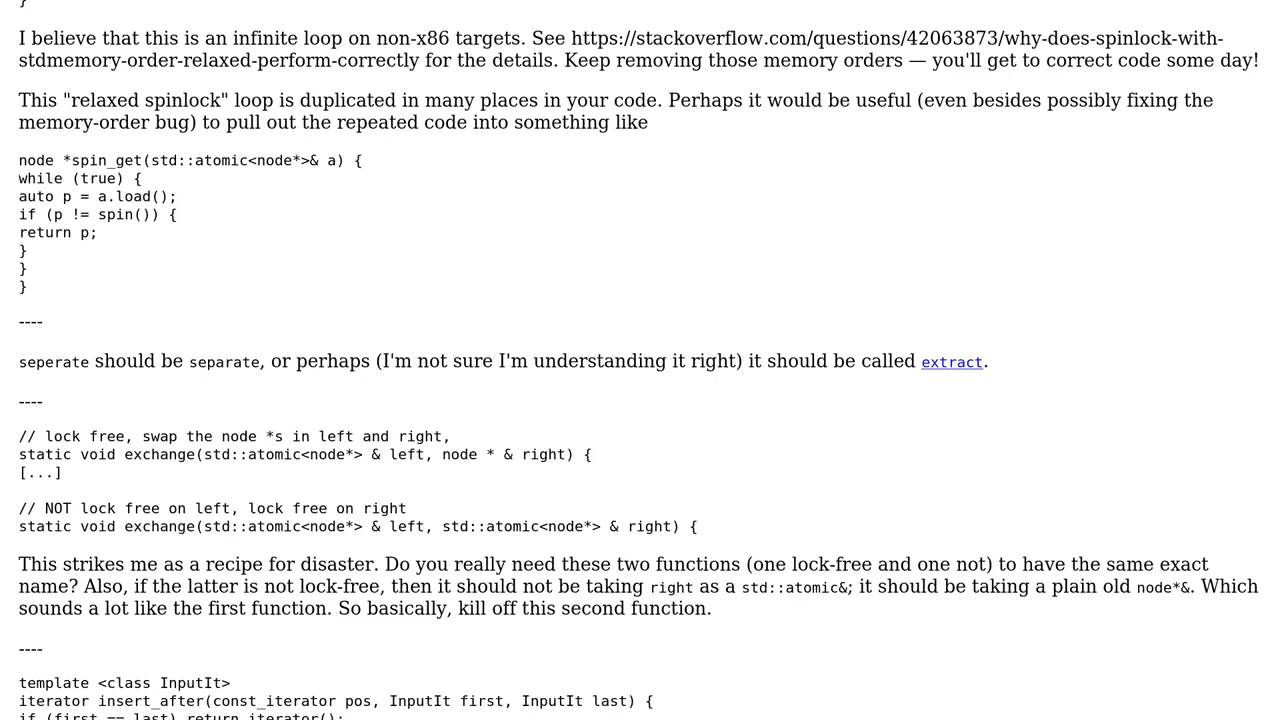 }
I believe that this is an infinite loop on non-x86 targets. See https://stackoverflow.com/questions/42063873/why-does-spinlock-with-
stdmemory-order-relaxed-perform-correctly for the details. Keep removing those memory orders — you'll get to correct code some day!
This "relaxed spinlock" loop is duplicated in many places in your code. Perhaps it would be useful (even besides possibly fixing the
memory-order bug) to pull out the repeated code into something like
node *spin_get(std::atomic<node*>& a) {
while (true) {
auto p = a.load();
if (p != spin()) {
return p;
}
}
}
----
seperate should be separate, or perhaps (I'm not sure I'm understanding it right) it should be called extract.
----
// lock free, swap the node *s in left and right,
static void exchange(std::atomic<node*> & left, node * & right) {
[...]
// NOT lock free on left, lock free on right
static void exchange(std::atomic<node*> & left, std::atomic<node*> & right) {
This strikes me as a recipe for disaster. Do you really need these two functions (one lock-free and one not) to have the same exact
name? Also, if the latter is not lock-free, then it should not be taking right as a std::atomic&; it should be taking a plain old node*&. Which
sounds a lot like the first function. So basically, kill off this second function.
----
template <class InputIt>
iterator insert_after(const_iterator pos, InputIt first, InputIt last) {
if (first == last) return iterator();